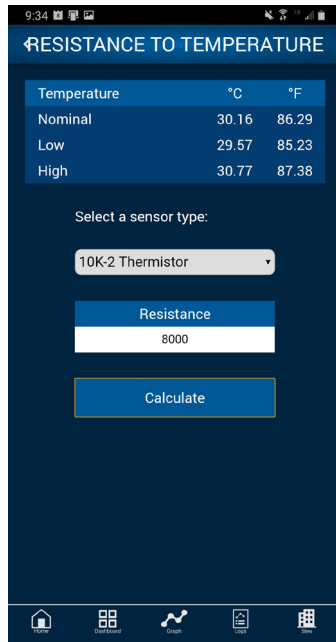 9:34
RESISTANCE TO TEMPERATURE
Temperature °C °F
Nominal 30.16 86.29
Low 29.57 85.23
High 30.77 87.38
Select a sensor type:
10K-2 Thermistor
Resistance
8000
Calculate
Home Dashboard Graph Logs Sites